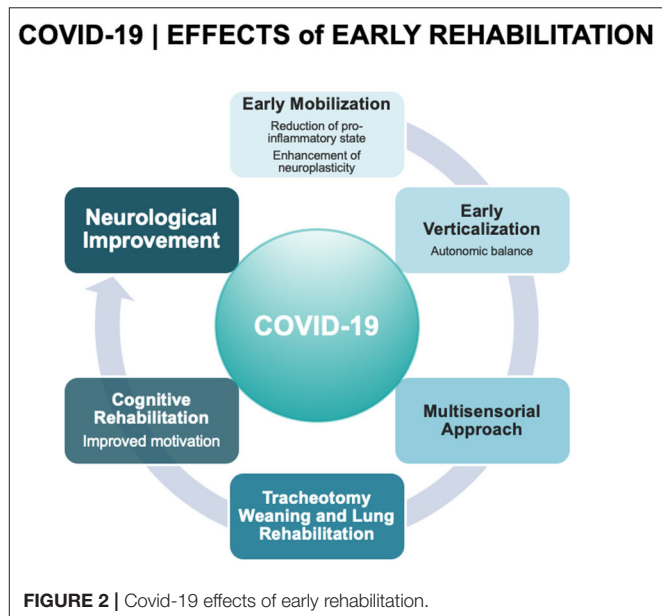 COVID-19 | EFFECTS of EARLY REHABILITATION
Early Mobilization
Reduction of pro-
inflammatory state
Enhancement of
neuroplasticity
Early
Verticalization
Autonomic balance
Multisensorial
Approach
Tracheotomy
Weaning and Lung
Rehabilitation
Cognitive
Rehabilitation
Improved motivation
Neurological
Improvement
COVID-19
FIGURE 2 | Covid-19 effects of early rehabilitation.